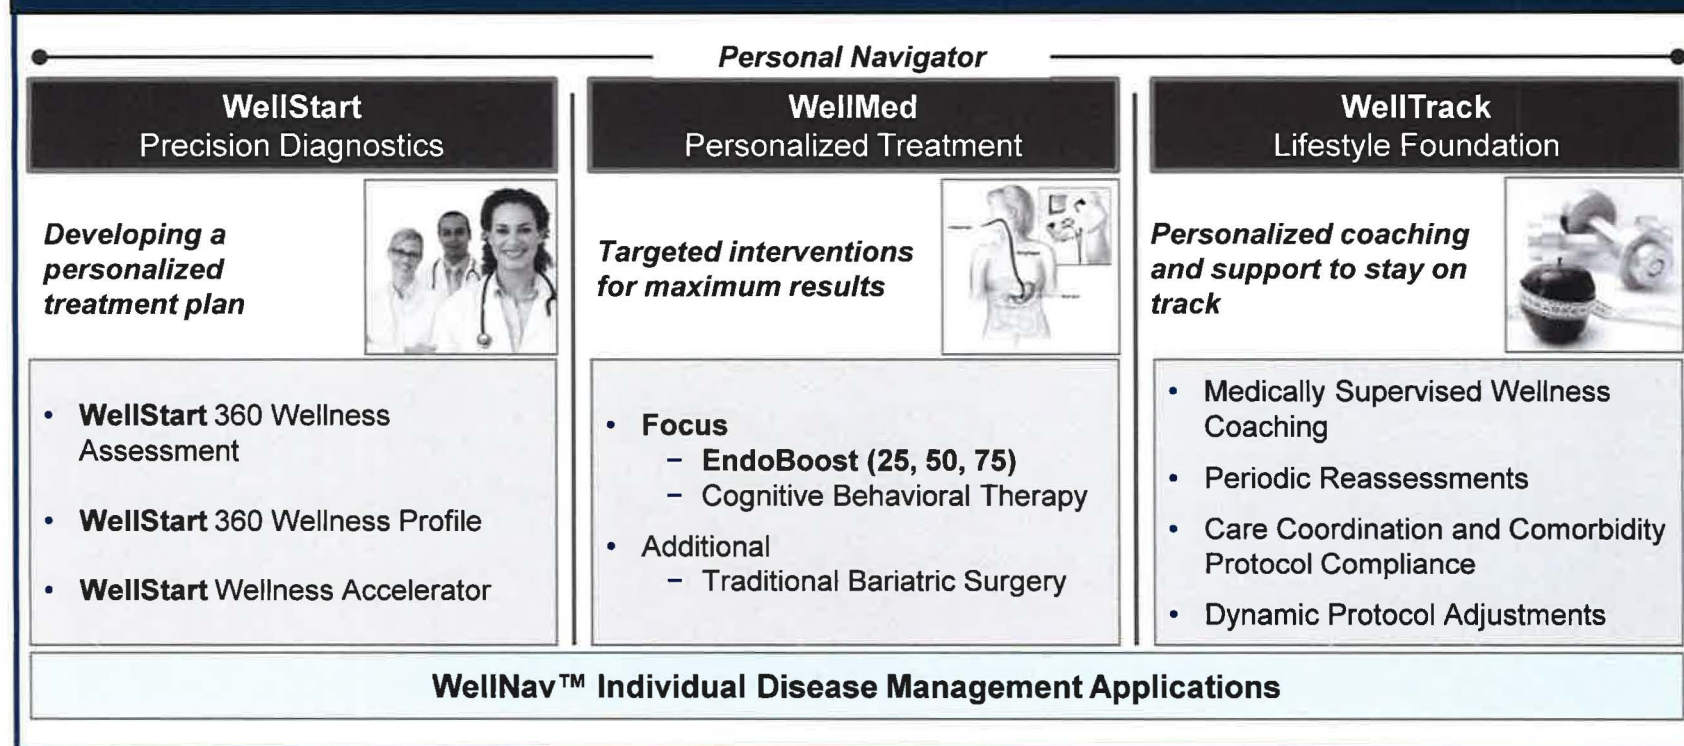 Personal Navigator
WellStart
Precision Diagnostics
WellMed
Personalized Treatment
WellTrack
Lifestyle Foundation
Developing a
personalized
treatment plan
Targeted interventions
for maximum results
Personalized coaching
and support to stay on
track
• WellStart 360 Wellness
Assessment
• WellStart 360 Wellness Profile
• WellStart Wellness Accelerator
• Focus
– EndoBoost (25, 50, 75)
– Cognitive Behavioral Therapy
• Additional
– Traditional Bariatric Surgery
• Medically Supervised Wellness
Coaching
• Periodic Reassessments
• Care Coordination and Comorbidity
Protocol Compliance
• Dynamic Protocol Adjustments
WellNav™ Individual Disease Management Applications